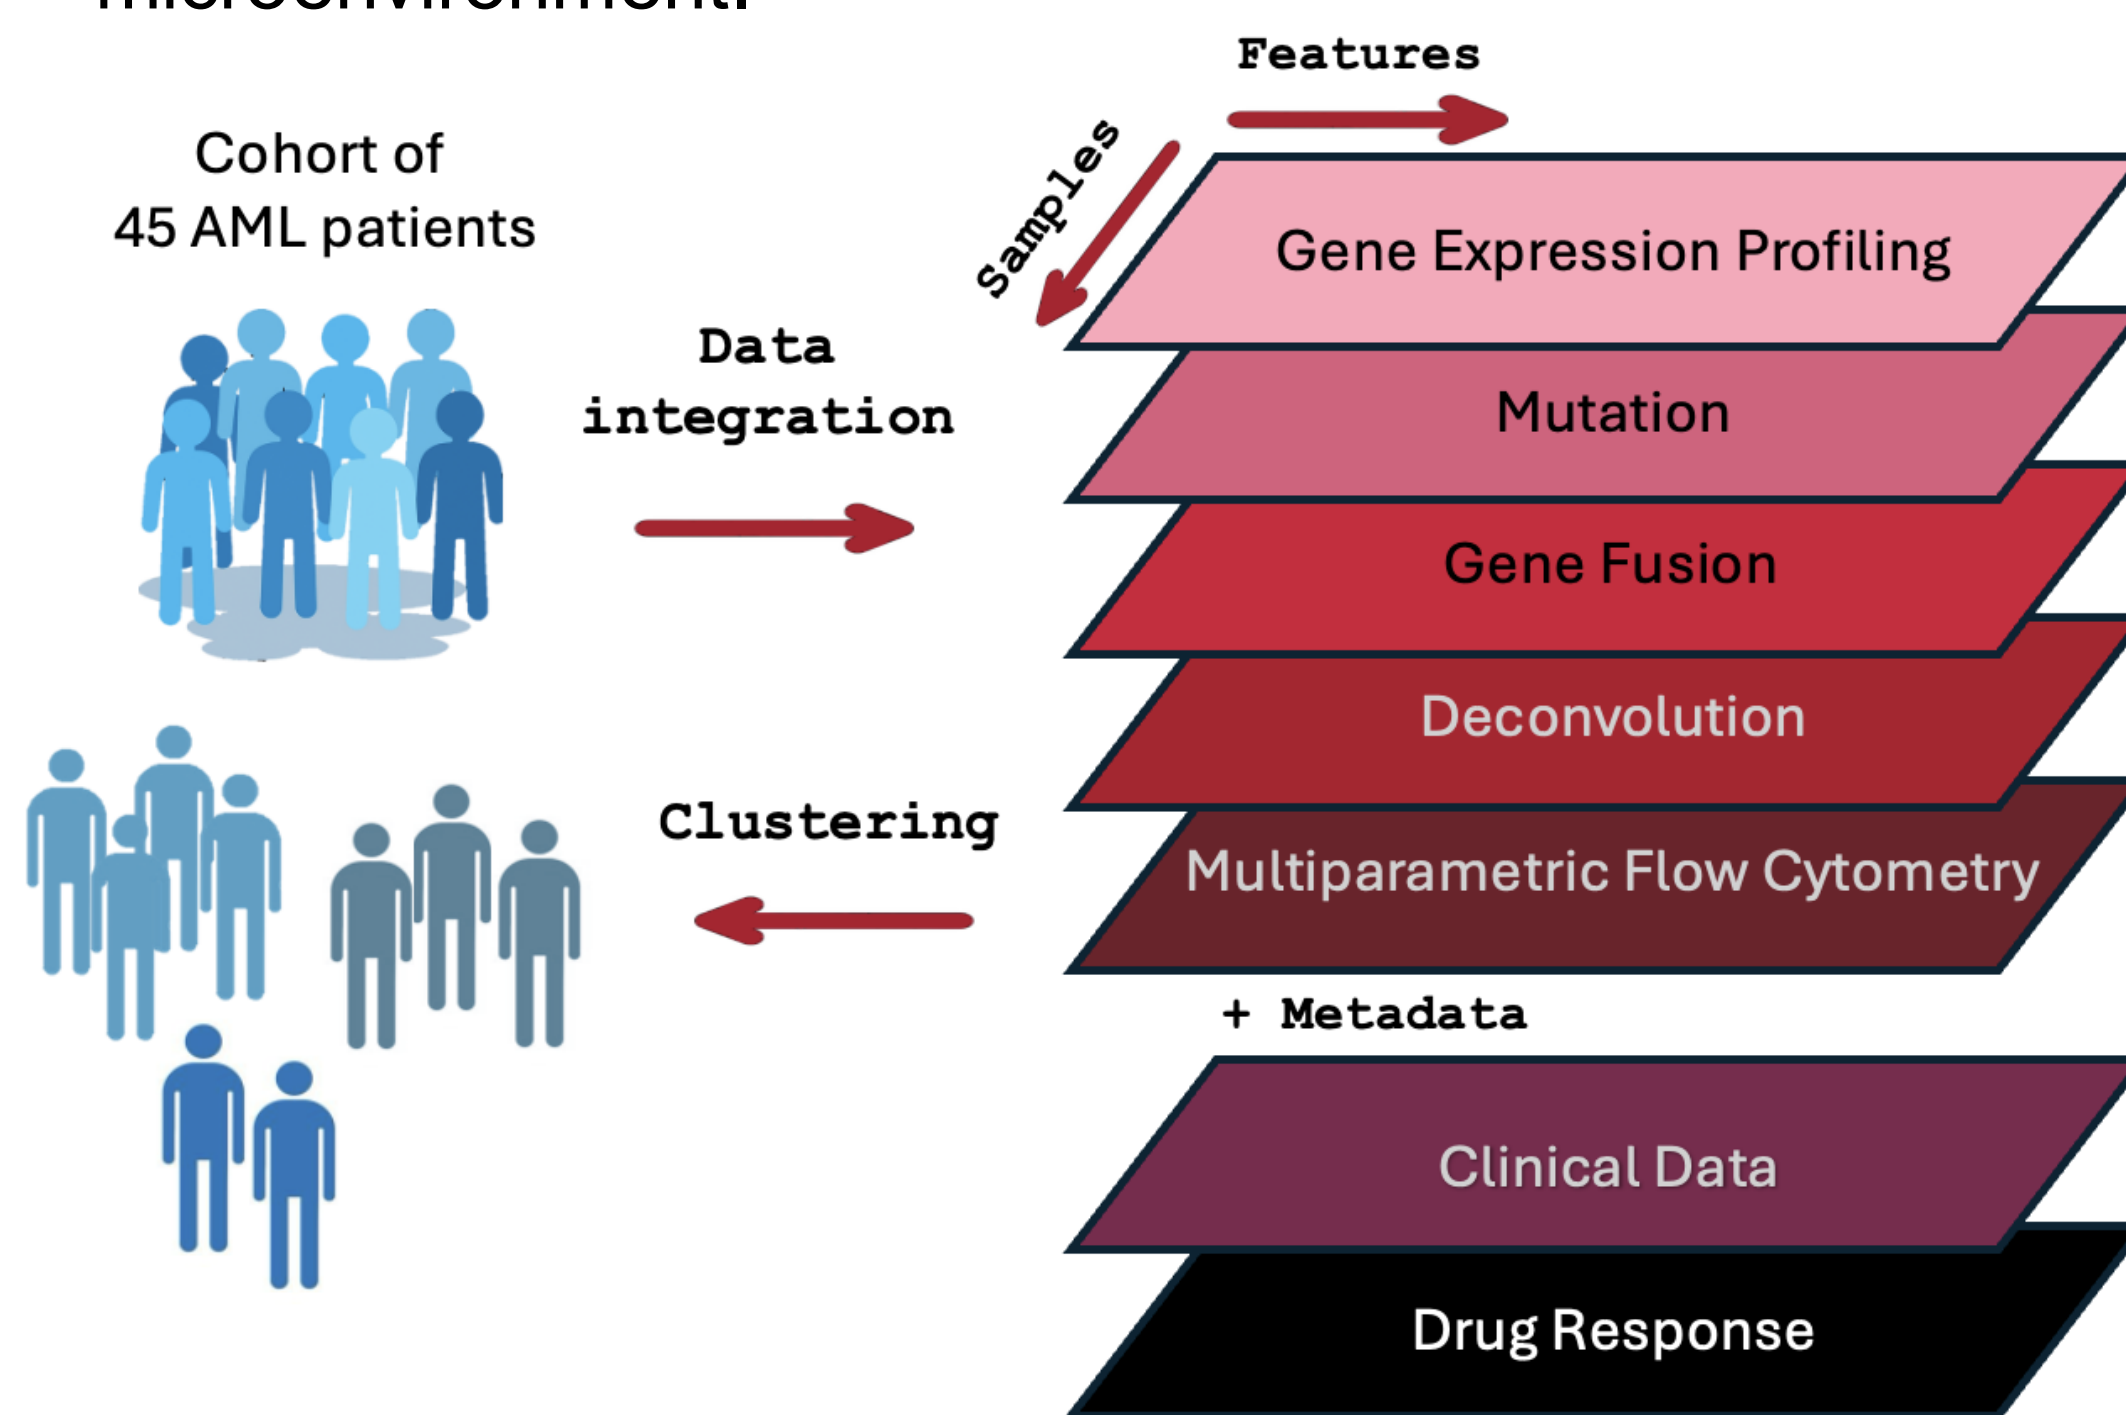 microenvironment.
Features
Samples
Cohort of
45 AML patients
Data
integration
Gene Expression Profiling
Mutation
Gene Fusion
Deconvolution
Clustering
Multiparametric Flow Cytometry
+ Metadata
Clinical Data
Drug Response